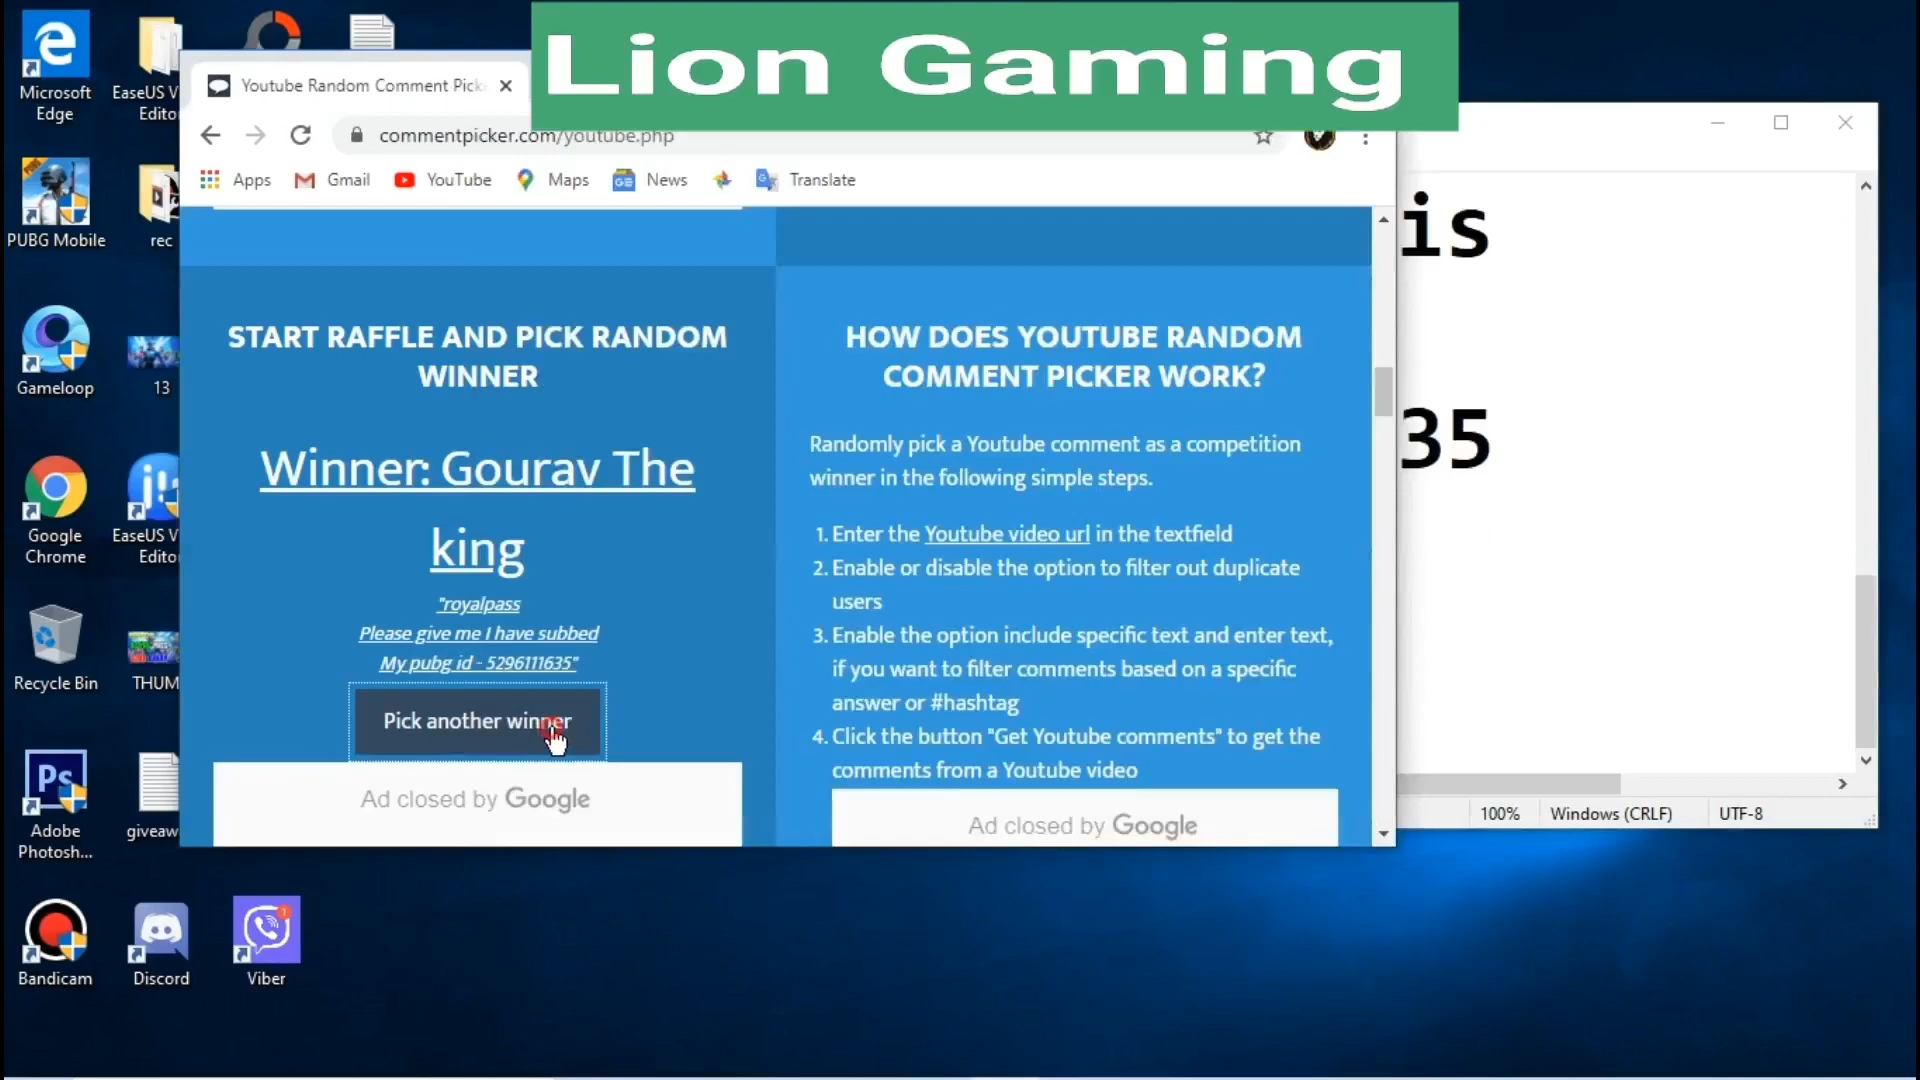 Lion Gaming
Microsoft
Edge
EaseUS V
Edito
PUBG Mobile
rec
Gameloop
13
Google
Chrome
EaseUS V
Edito
Recycle Bin
THUM
Ps
Adobe
Photosh...
giveaw
Bandicam
Discord
1
Viber
Youtube Random Comment Pick
commentpicker.com/youtube.php
Apps
Gmail
YouTube
Maps
News
Translate
START RAFFLE AND PICK RANDOM
WINNER
Winner: Gourav The
king
"royalpass
Please give me I have subbed
My pubg id - 5296111635"
Pick another winner
Ad closed by Google
HOW DOES YOUTUBE RANDOM
COMMENT PICKER WORK?
Randomly pick a Youtube comment as a competition
winner in the following simple steps.
1. Enter the Youtube video url in the textfield
2. Enable or disable the option to filter out duplicate
users
3. Enable the option include specific text and enter text,
if you want to filter comments based on a specific
answer or #hashtag
4. Click the button "Get Youtube comments" to get the
comments from a Youtube video
Ad closed by Google
is
35
100%
Windows (CRLF)
UTF-8